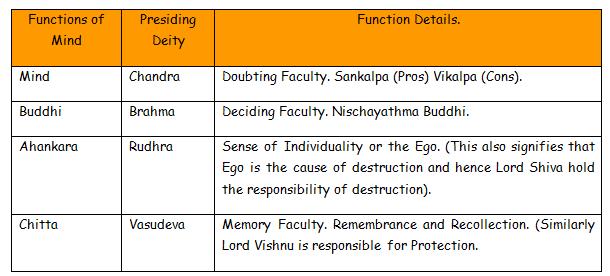 Functions of Mind
Presiding Deity
Function Details.
Mind
Chandra
Doubting Faculty. Sankalpa (Pros) Vikalpa (Cons).
Buddhi
Brahma
Deciding Faculty. Nischayathma Buddhi.
Ahankara
Rudhra
Sense of Individuality or the Ego. (This also signifies that
Ego is the cause of destruction and hence Lord Shiva hold
the responsibility of destruction).
Chitta
Vasudeva
Memory Faculty. Remembrance and Recollection. (Similarly
Lord Vishnu is responsible for Protection.